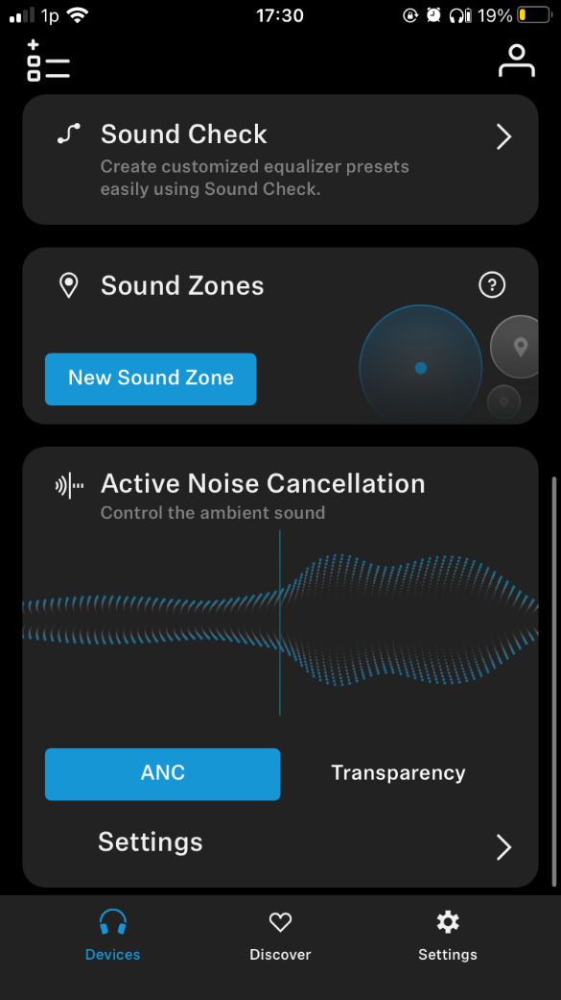 1p 17:30 19%
Sound Check
Create customized equalizer presets
easily using Sound Check.
Sound Zones
?
New Sound Zone
Active Noise Cancellation
Control the ambient sound
ANC Transparency
Settings
Devices Discover Settings